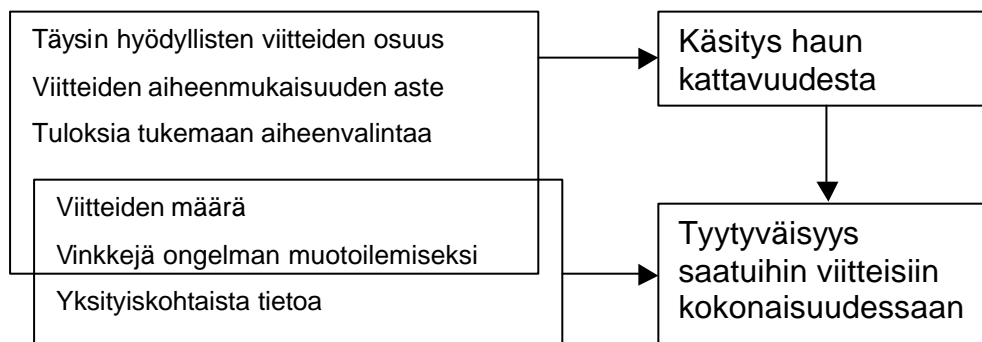 Täysin hyödyllisten viitteiden osuus
Viitteiden aiheenmukaisuuden aste
Tuloksia tukemaan aiheenvalintaa
Viitteiden määrä
Vinkkejä ongelman muotoilemiseksi
Yksityiskohtaista tietoa
Käsitys haun
kattavuudesta
Tyytyväisyys
saatuihin viitteisiin
kokonaisuudessaan